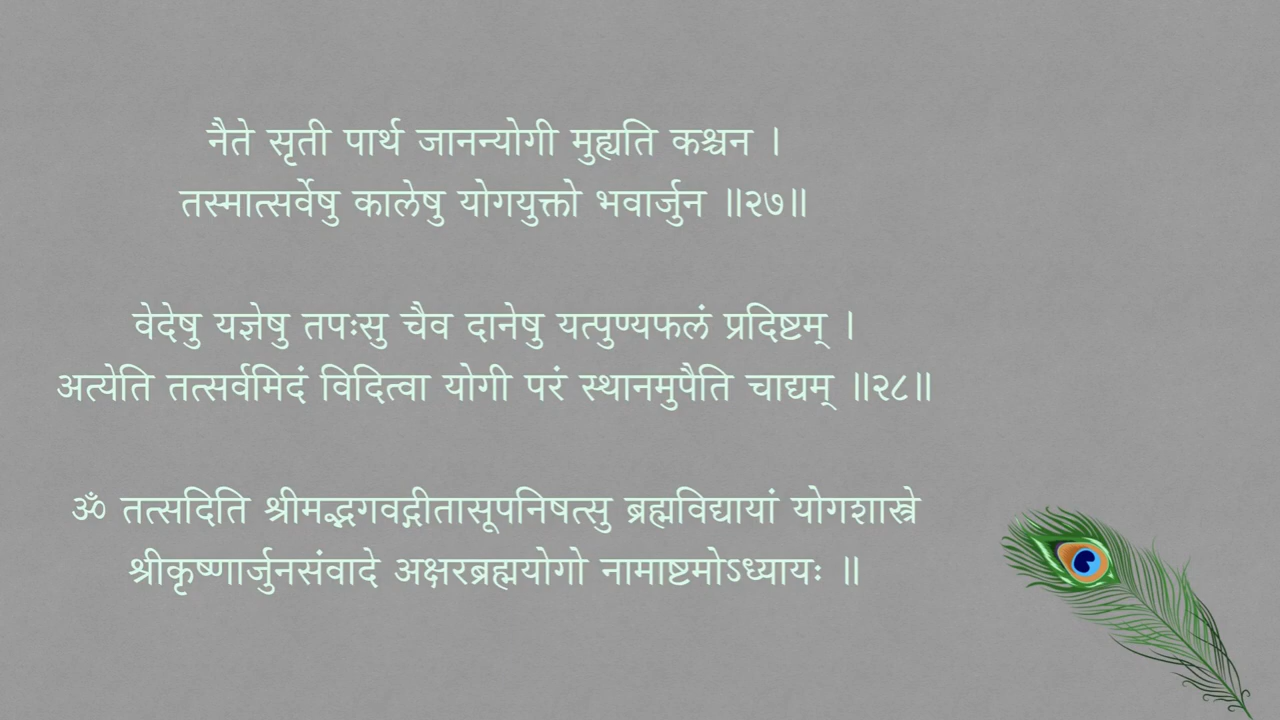 नैते सृती पार्थ जानन्योगी मुह्यति कश्चन ।
तस्मात्सर्वेषु कालेषु योगयुक्तो भवार्जुन ॥२७॥
वेदेषु यज्ञेषु तपःसु चैव दानेषु यत्पुण्यफलं प्रदिष्टम् ।
अत्येति तत्सर्वमिदं विदित्वा योगी परं स्थानमुपैति चाद्यम् ॥२८॥
ॐ तत्सदिति श्रीमद्भगवद्गीतासूपनिषत्सु ब्रह्मविद्यायां योगशास्त्रे
श्रीकृष्णार्जुनसंवादे अक्षरब्रह्मयोगो नामाष्टमोऽध्यायः ॥